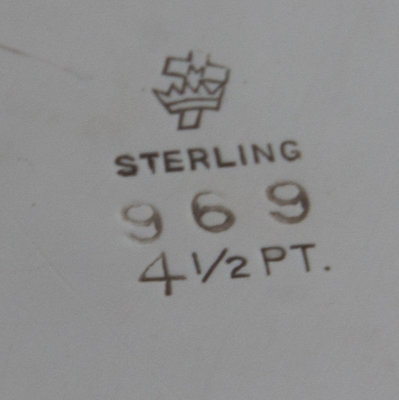 STERLING
969
4 1/2 PT.